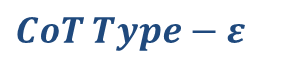 CoT Type − ε